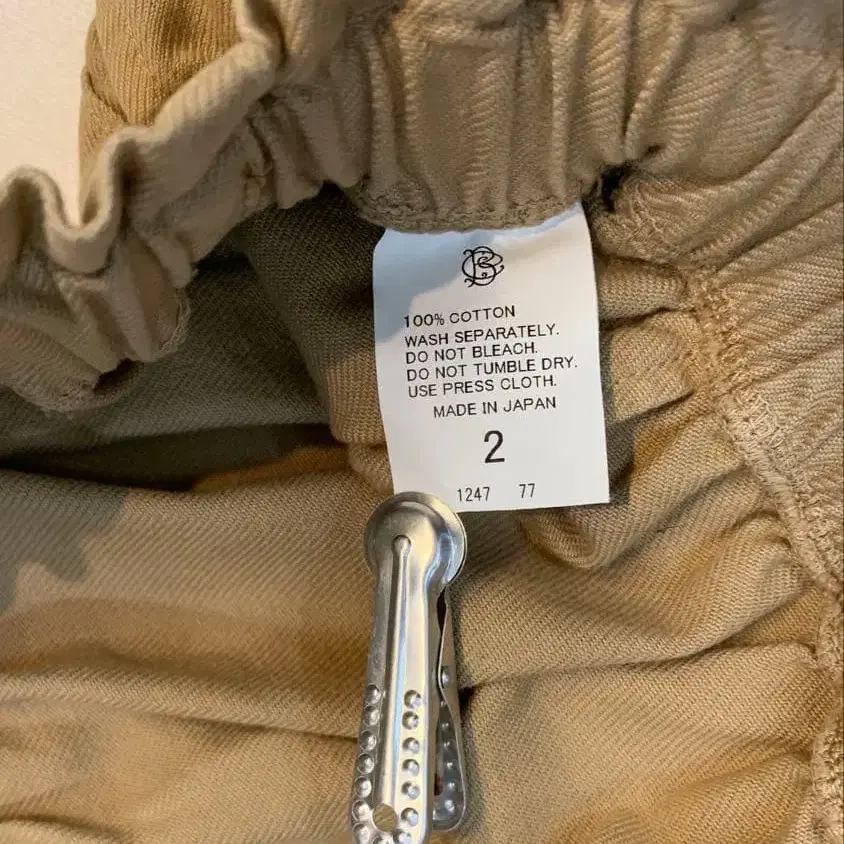 100% COTTON
WASH SEPARATELY.
DO NOT BLEACH.
DO NOT TUMBLE DRY.
USE PRESS CLOTH.
MADE IN JAPAN
2
1247 77